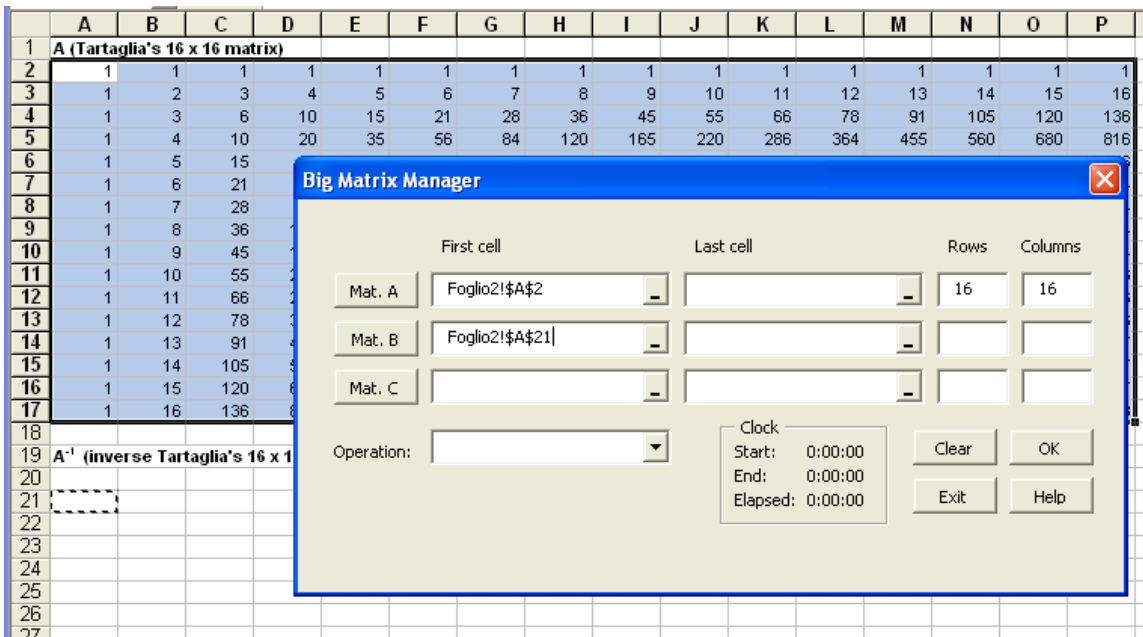 A B C D E F G H I J K L M N O P
1 A (Tartaglia's 16 x 16 matrix)
2 1 1 1 1 1 1 1 1 1 1 1 1 1 1 1 1
3 1 2 3 4 5 6 7 8 9 10 11 12 13 14 15 16
4 1 3 6 10 15 21 28 36 45 55 66 78 91 105 120 136
5 1 4 10 20 35 56 84 120 165 220 286 364 455 560 680 816
6 1 5 15
7 1 6 21
8 1 7 28
9 1 8 36
10 1 9 45
11 1 10 55
12 1 11 66
13 1 12 78
14 1 13 91
15 1 14 105
16 1 15 120
17 1 16 136
18
19 A⁻¹ (inverse Tartaglia's 16 x 1
20
21
22
23
24
25
26
27
Big Matrix Manager
First cell Last cell Rows Columns
Mat. A Foglio2!$A$2 16 16
Mat. B Foglio2!$A$21
Mat. C
Operation:
Clock
Start: 0:00:00
End: 0:00:00
Elapsed: 0:00:00
Clear OK
Exit Help